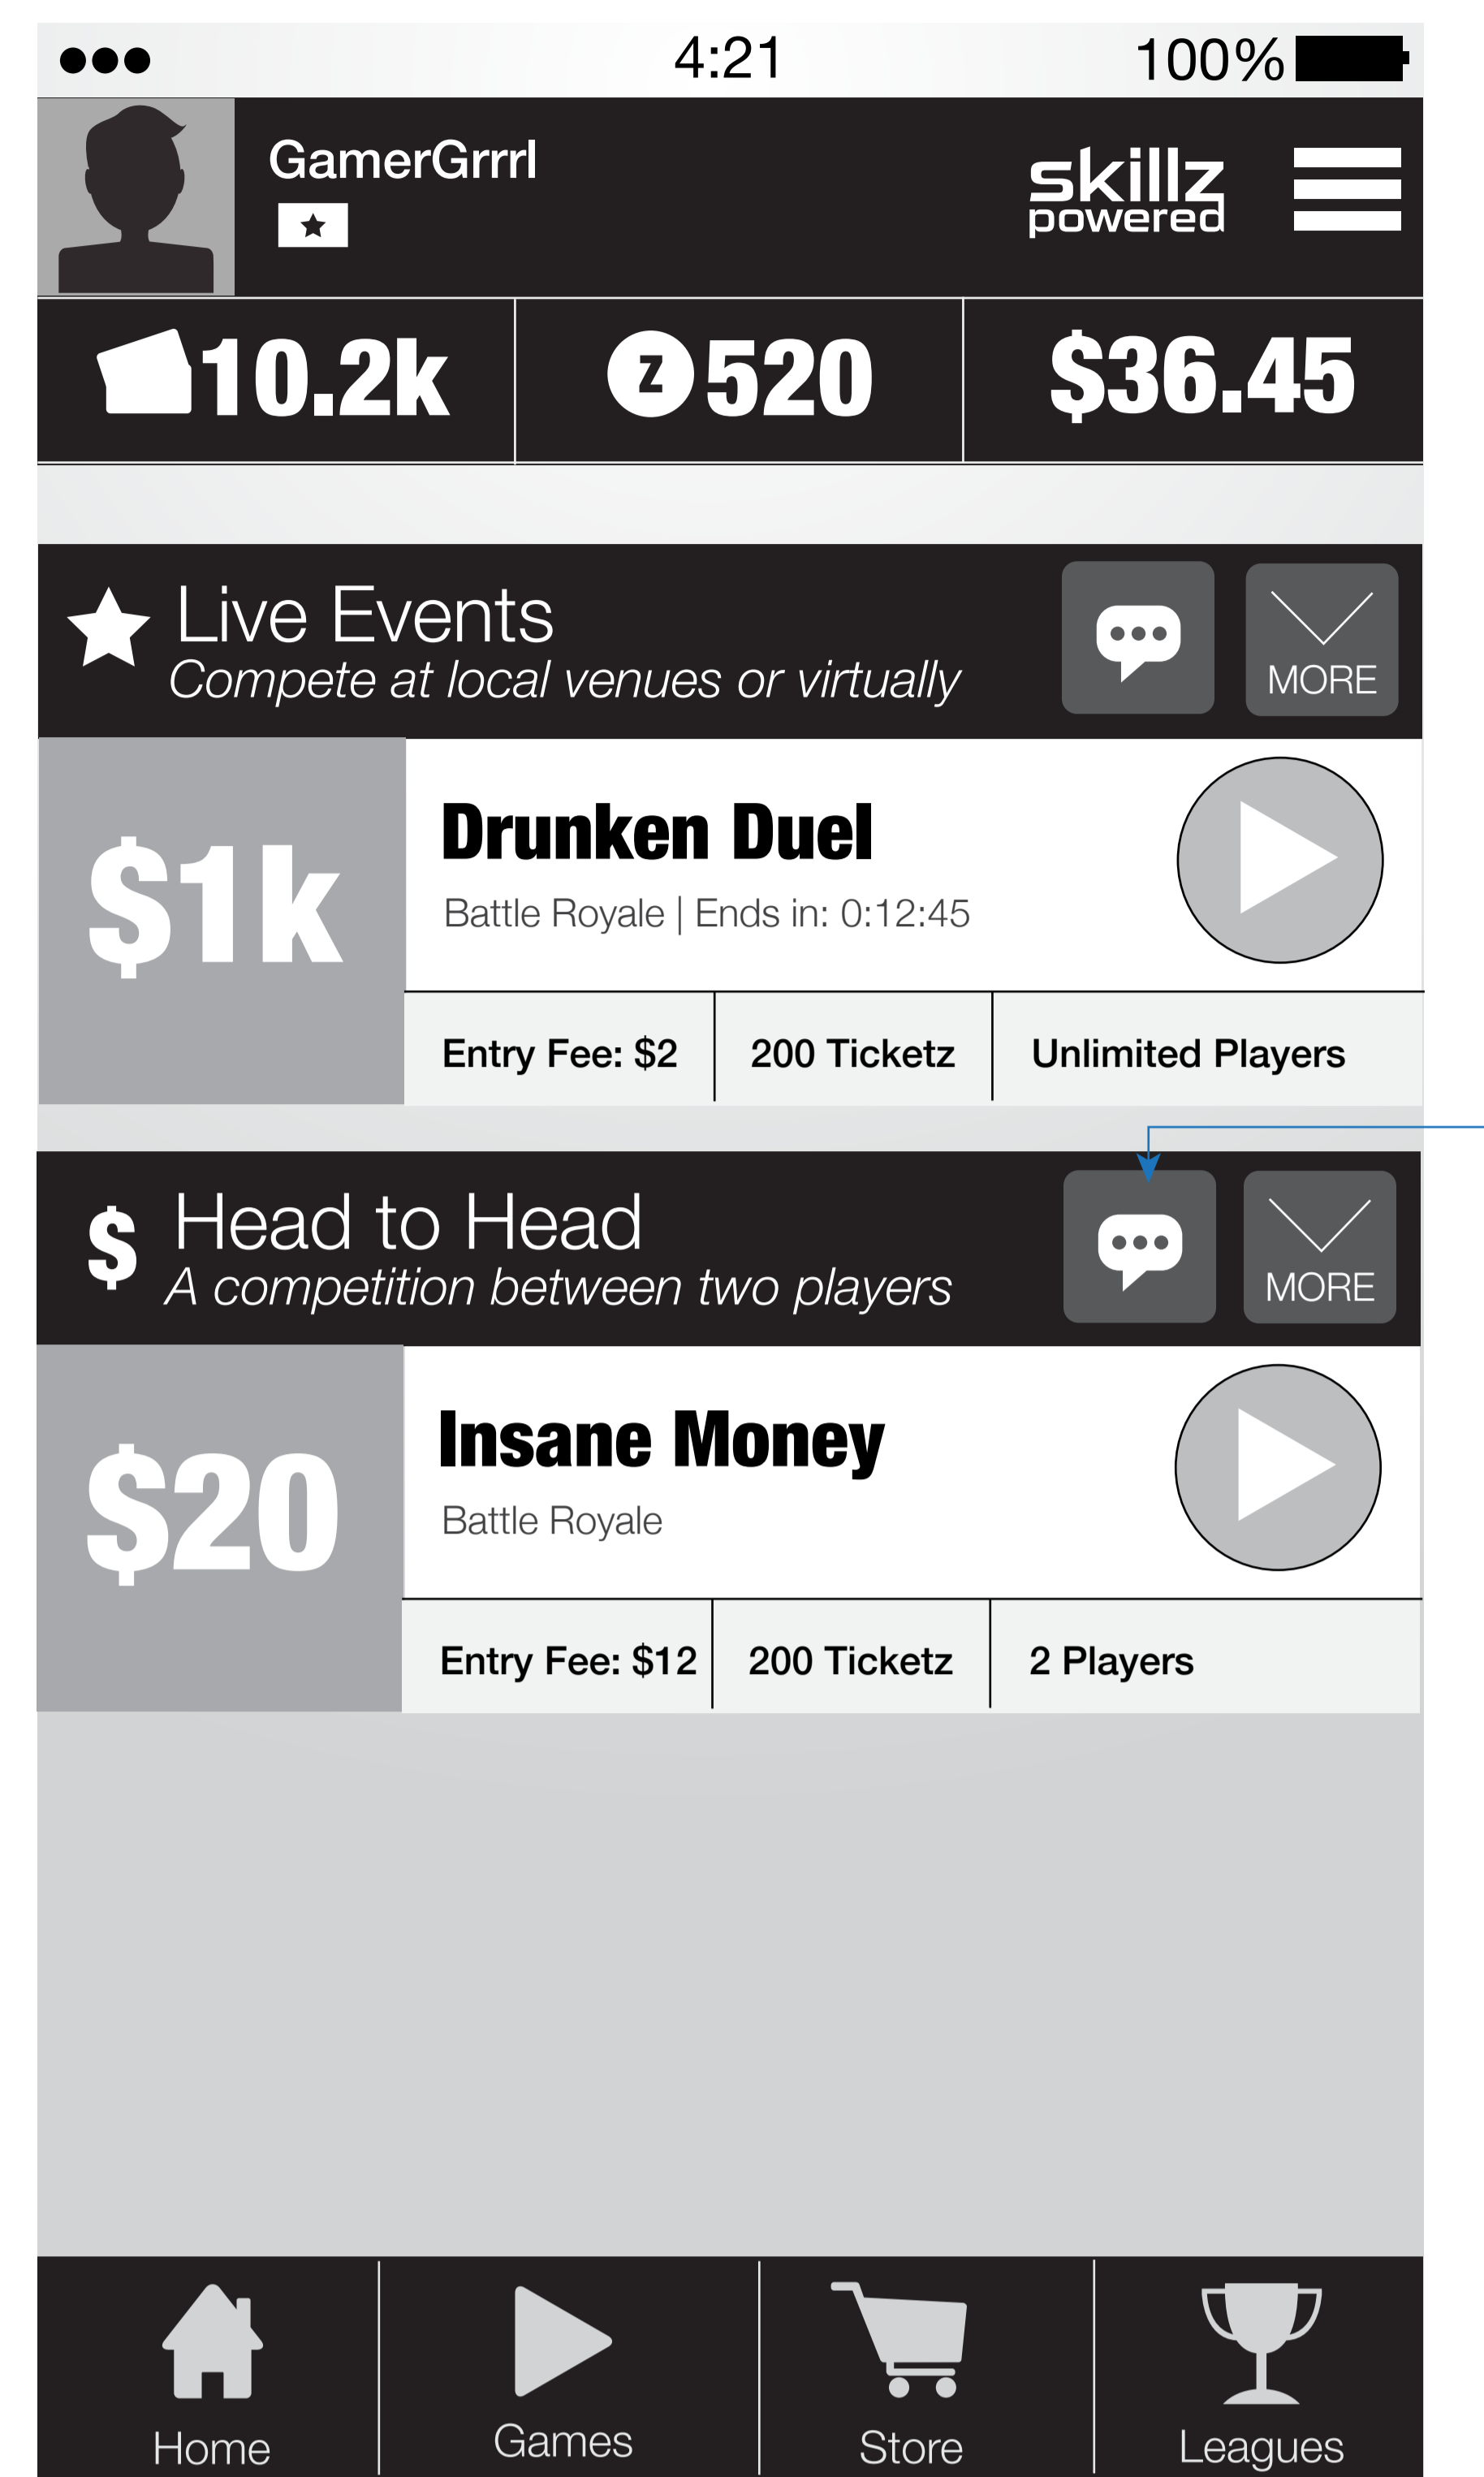 4:21
100%
GamerGrrrl
skillz
powered
10.2k
z
520
$36.45
Live Events
Compete at local venues or virtually
MORE
$1k
Drunken Duel
Battle Royale | Ends in: 0:12:45
Entry Fee: $2
200 Ticketz
Unlimited Players
$
Head to Head
A competition between two players
MORE
$20
Insane Money
Battle Royale
Entry Fee: $12
200 Ticketz
2 Players
Home
Games
Store
Leagues